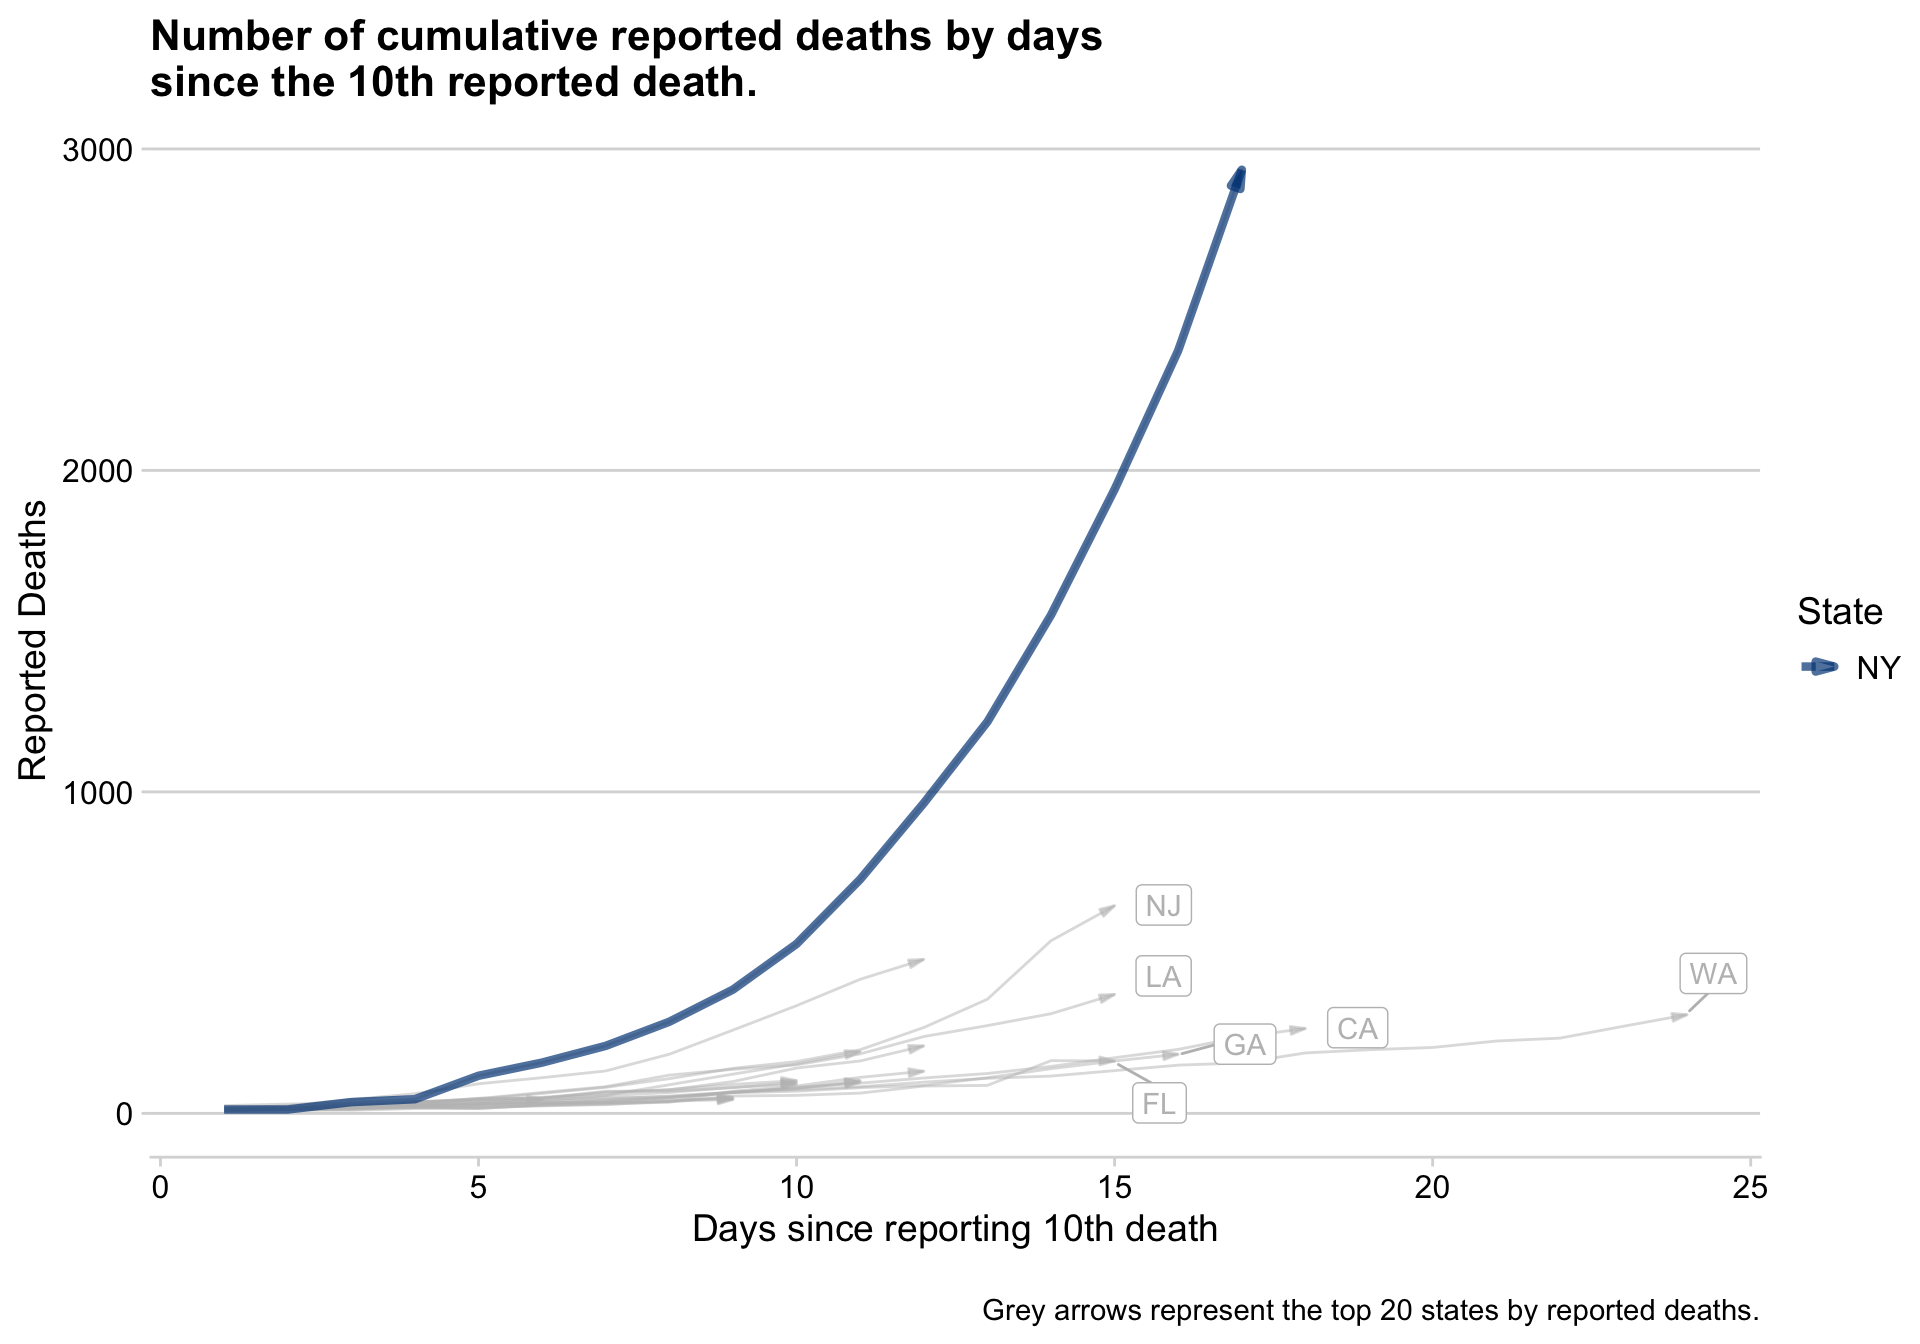 Number of cumulative reported deaths by days
since the 10th reported death.
3000
2000
1000
0
Reported Deaths
NJ
LA
WA
CA
GA
FL
State
NY
0 5 10 15 20 25
Days since reporting 10th death
Grey arrows represent the top 20 states by reported deaths.